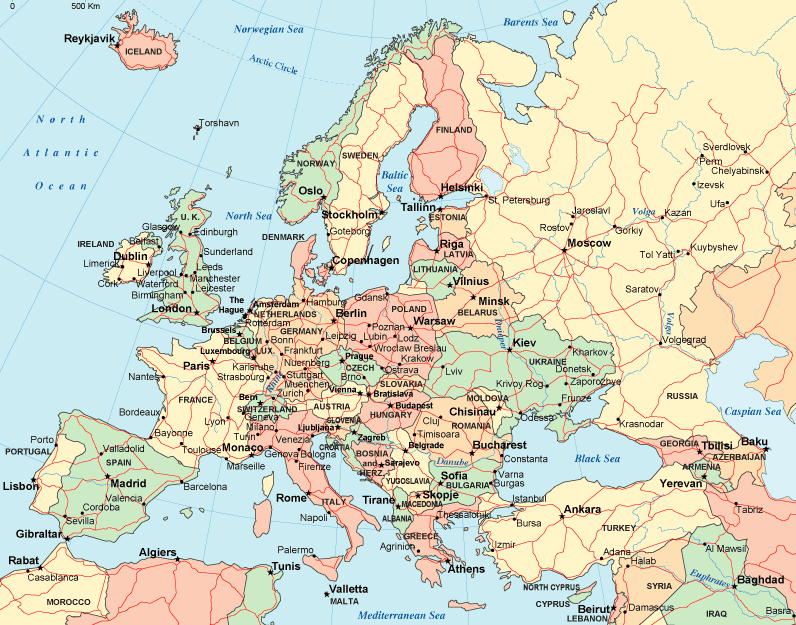 0 500 Km
Norwegian Sea
Barents Sea
Reykjavik
ICELAND
Arctic Circle
North
Atlantic
Ocean
Torshavn
FINLAND
NORWAY
SWEDEN
Baltic
Sea
Sverdlovsk
Perm
Chelyabinsk
Izevsk
Ufa
Oslo
Helsinki
St. Petersburg
Stockholm
Tallinn
ESTONIA
Jaroslavl
Volga
Kazan
Rostov
Gorkiy
U. K.
North Sea
Glasgow
Edinburgh
Goteborg
DENMARK
IRELAND
Belfast
Riga
LATVIA
Moscow
Tol Yatti
Kuybyshev
Dublin
Sunderland
Limerick
Liverpool
Leeds
Manchester
Copenhagen
LITHUANIA
Vilnius
Cork
Waterford
Birmingham
Leicester
Saratov
The
Hague
Amsterdam
Hamburg
Gdansk
Minsk
BELARUS
London
Rotterdam
NETHERLANDS
Berlin
POLAND
Volga
Brussels
GERMANY
Poznan
Warsaw
Dnieper
BELGIUM
Bonn
Leipzig
Lubin
Lodz
Volgograd
Luxembourg
LUX.
Frankfurt
Wroclaw
Breslau
Kiev
Kharkov
Paris
Karlsruhe
Nuernberg
Prague
Krakow
UKRAINE
Strasbourg
Stuttgart
CZECH
Ostrava
Lviv
Donetsk
Nantes
Rhine
Muenchen
Brno
SLOVAKIA
Krivoy Rog
Zaporozhye
Bern
Zurich
Vienna
Bratislava
MOLDOVA
Frunze
RUSSIA
FRANCE
SWITZERLAND
AUSTRIA
Budapest
HUNGARY
Chisinau
Bordeaux
Lyon
Geneva
Milano
Ljubljana
SLOVENIA
Cluj
Odessa
Krasnodar
Caspian Sea
Bayonne
Turin
Venezia
Zagreb
Timisoara
ROMANIA
Porto
Toulouse
Monaco
Genova
Bologna
CROATIA
Belgrade
Bucharest
GEORGIA
Tbilisi
Baku
PORTUGAL
Valladolid
Marseille
Firenze
BOSNIA
and
HERZ.
Sarajevo
Danube
Constanta
Black Sea
AZERBAIJAN
SPAIN
Madrid
Barcelona
YUGOSLAVIA
Sofia
Varna
ARMENIA
Lisbon
BULGARIA
Burgas
Yerevan
Valencia
Rome
ITALY
Tirane
Skopje
MACEDONIA
Istanbul
Cordoba
Sevilla
Napoli
ALBANIA
Thessaloniki
Bursa
Ankara
Tabriz
Gibraltar
GREECE
TURKEY
Agrinion
Izmir
Rabat
Algiers
Palermo
Adana
Al Mawsil
Casablanca
Tunis
Athens
Halab
Euphrates
Baghdad
NORTH CYPRUS
SYRIA
Valletta
MALTA
CYPRUS
MOROCCO
Beirut
Damascus
IRAQ
Basra
Mediterranean Sea
LEBANON